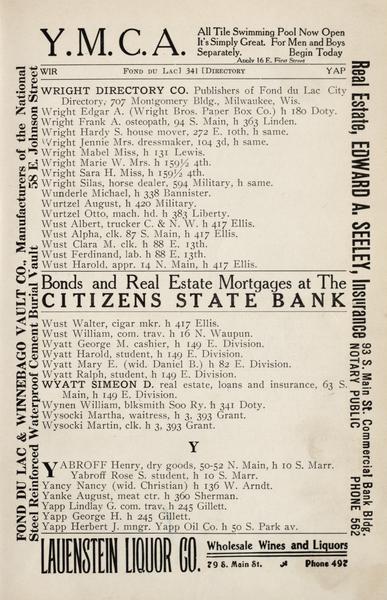 Y.M.C.A.
All Tile Swimming Pool Now Open
It's Simply Great. For Men and Boys
Separately. Begin Today
Apply 16 E. First Street
WIR FOND DU LAC] 341 [DIRECTORY YAP
WRIGHT DIRECTORY CO. Publishers of Fond du Lac City
Directory, 707 Montgomery Bldg., Milwaukee, Wis.
Wright Edgar A. (Wright Bros. Paper Box Co.) h 180 Doty.
Wright Frank A. osteopath, 94 S. Main, h 363 Linden.
Wright Hardy S. house mover, 272 E. 10th, h same.
Wright Jennie Mrs. dressmaker, 104 3d, h same.
Wright Mabel Miss, h 131 Lewis.
Wright Marie W. Mrs. h 159½ 4th.
Wright Sara H. Miss, h 159½ 4th.
Wright Silas, horse dealer, 594 Military, h same.
Wunderle Michael, h 338 Bannister.
Wurtzel August, h 420 Military.
Wurtzel Otto, mach. hd. h 383 Liberty.
Wust Albert, trucker C. & N. W. h 417 Ellis.
Wust Alpha, clk. 87 S. Main, h 417 Ellis.
Wust Clara M. clk. h 88 E. 13th.
Wust Ferdinand, lab. h 88 E. 13th.
Wust Harold, appr. 14 N. Main, h 417 Ellis.
Bonds and Real Estate Mortgages at The
CITIZENS STATE BANK
Wust Walter, cigar mkr. h 417 Ellis.
Wust William, com. trav. h 16 N. Waupun.
Wyatt George M. cashier, h 149 E. Division.
Wyatt Harold, student, h 149 E. Division.
Wyatt Mary E. (wid. Daniel B.) h 82 E. Division.
Wyatt Ralph, student, h 149 E. Division.
WYATT SIMEON D. real estate, loans and insurance, 63 S.
Main, h 149 E. Division.
Wynen William, blksmith Soo Ry. h 341 Doty.
Wysocki Martha, waitress, h 3, 393 Grant.
Wysocki Martin, clk. h 3, 393 Grant.
Y
YABROFF Henry, dry goods, 50-52 N. Main, h 10 S. Marr.
Yabroff Rose S. student, h 10 S. Marr.
Yancy Nancy (wid. Christian) h 136 W. Arndt.
Yanke August, meat ctr. h 360 Sherman.
Yapp Lindlay G. com. trav. h 245 Gillett.
Yapp George H. h 245 Gillett.
Yapp Herbert J. mngr. Yapp Oil Co. h 50 S. Park av.
LAUENSTEIN LIQUOR CO.
Wholesale Wines and Liquors
79 S. Main St. Phone 492
FOND DU LAC & WINNEBAGO VAULT CO., Manufacturers of the National
Steel Reinforced Waterproof Cement Burial Vault 58 E. Johnson Street
Real Estate, EDWARD A. SEELEY, Insurance
93 S. Main St. Commercial Bank Bldg.
NOTARY PUBLIC PHONE 562